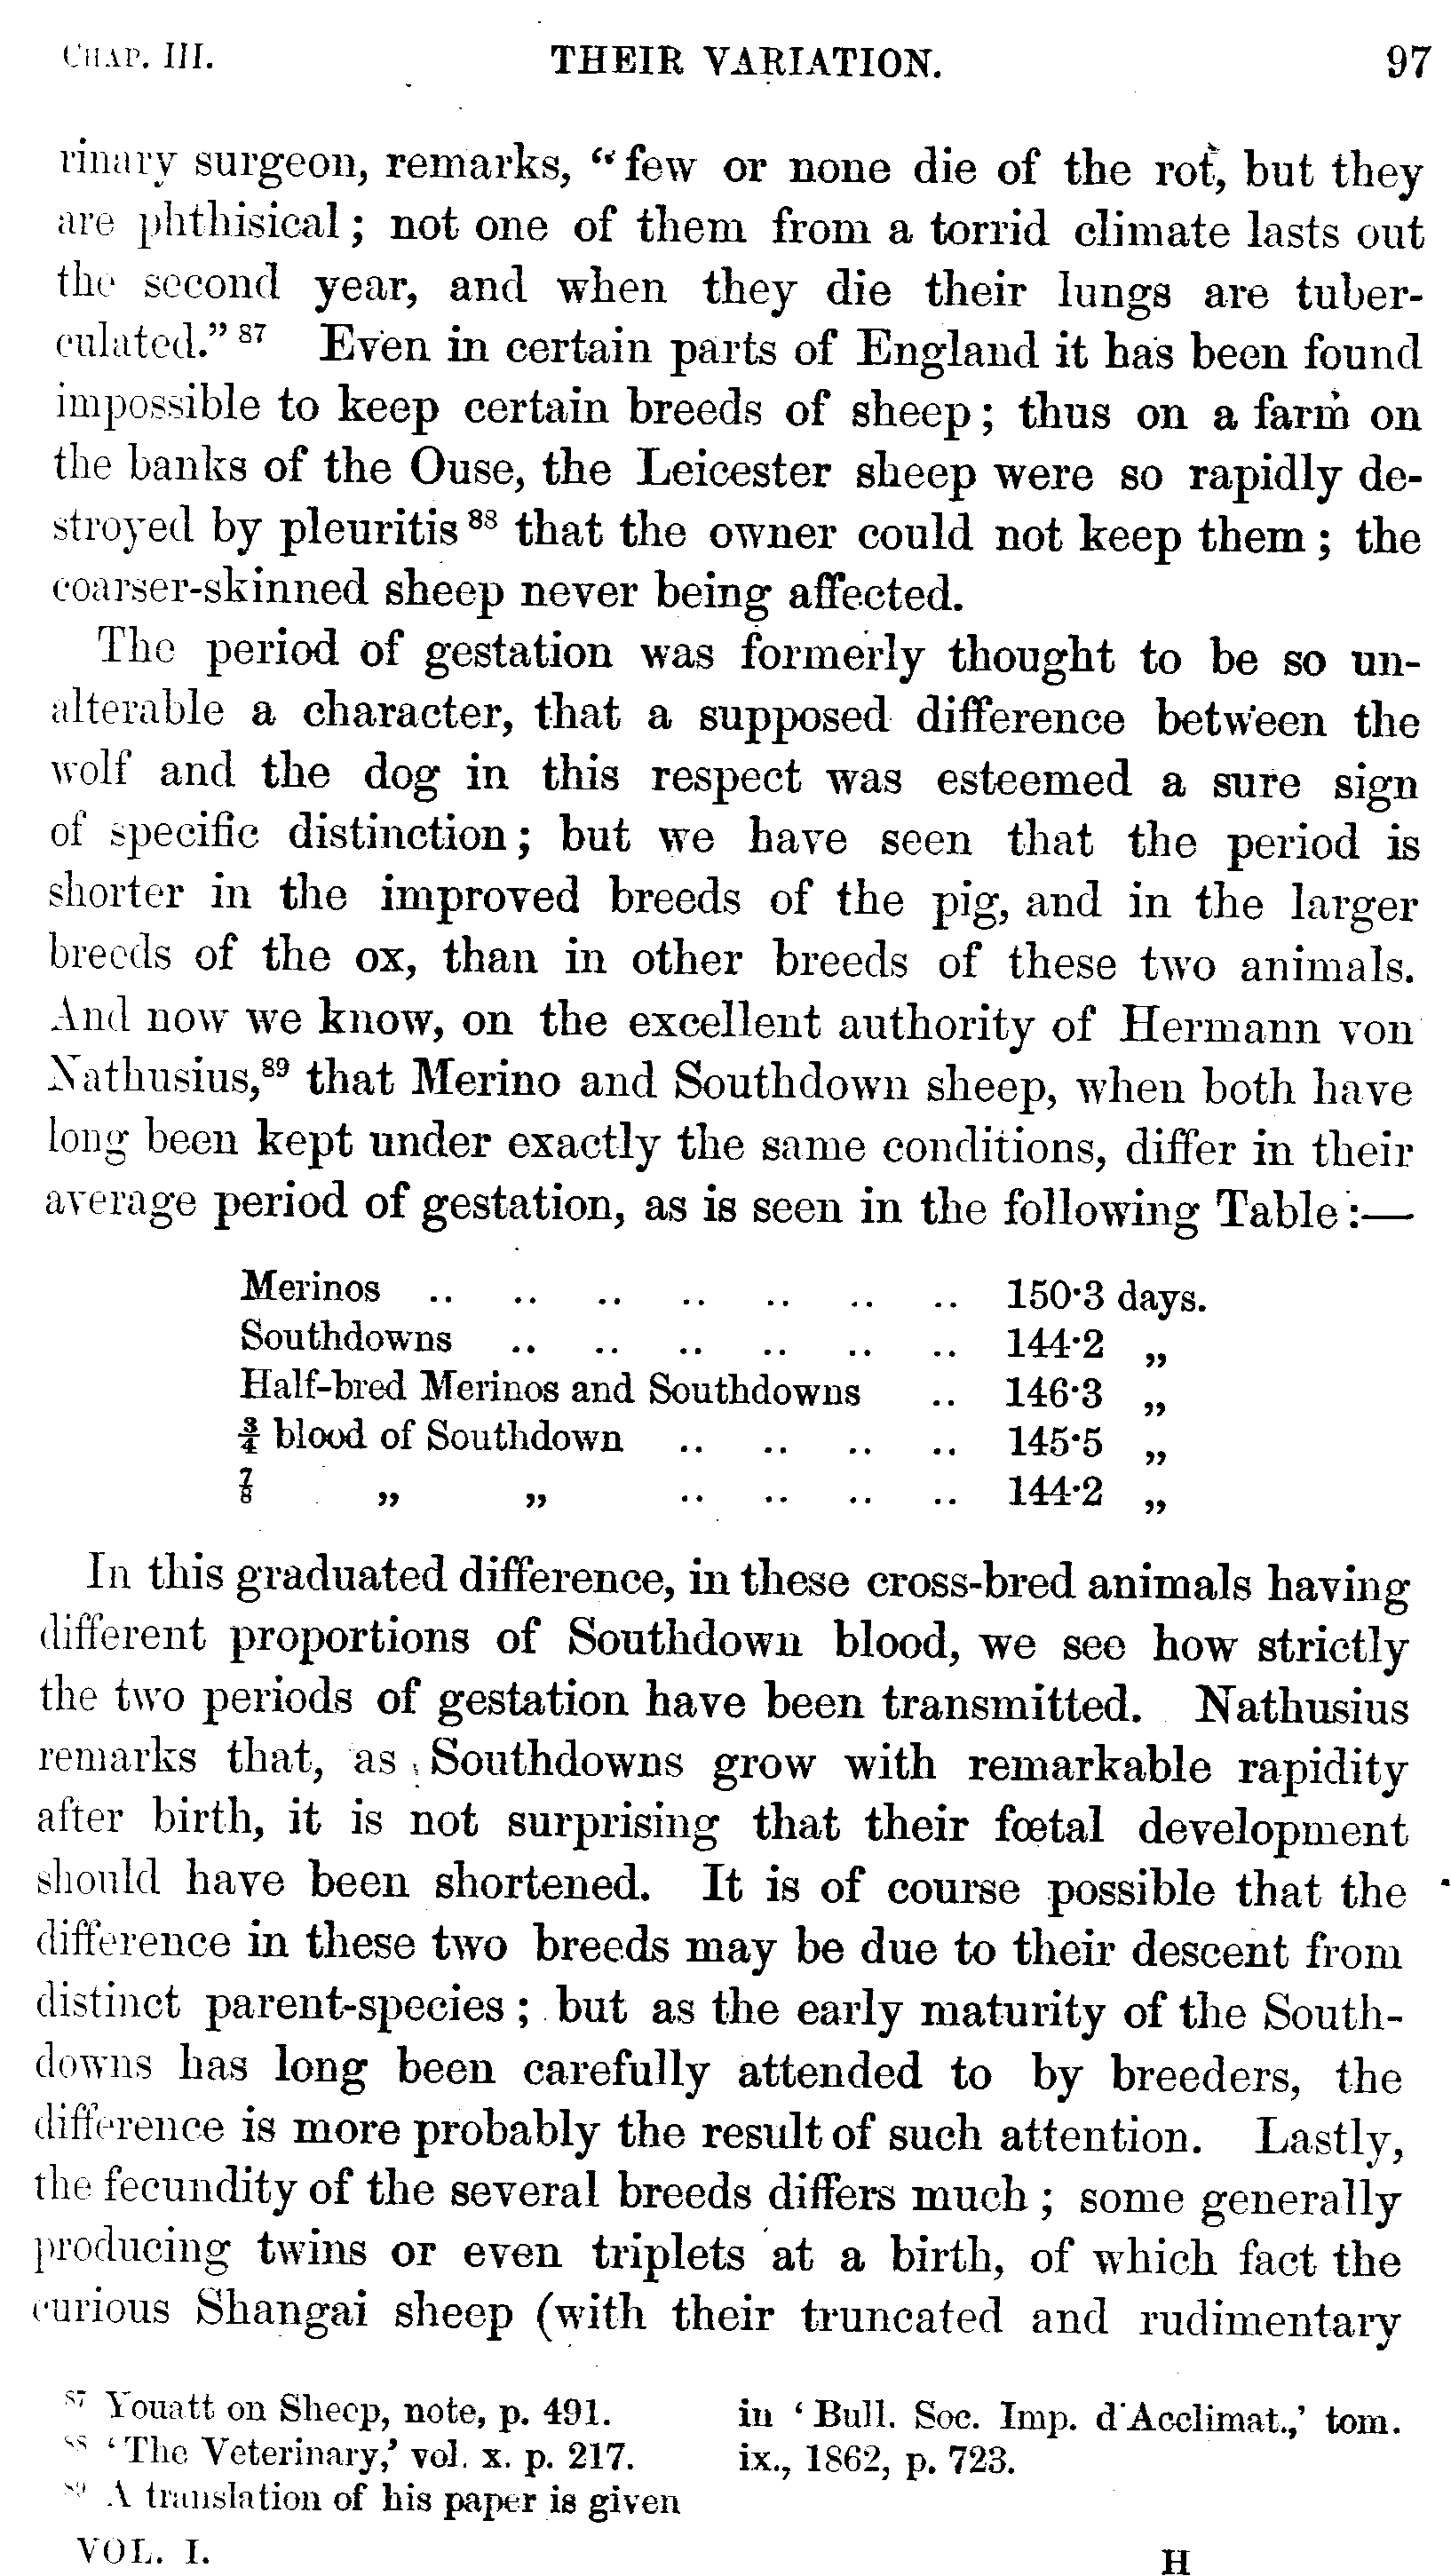 CHAP. III. THEIR VARIATION. 97
rinary surgeon, remarks, “few or none die of the rot, but they
are phthisical; not one of them from a torrid climate lasts out
the second year, and when they die their lungs are tuber-
culated.” 87 Even in certain parts of England it has been found
impossible to keep certain breeds of sheep; thus on a farm on
the banks of the Ouse, the Leicester sheep were so rapidly de-
stroyed by pleuritis 88 that the owner could not keep them; the
coarser-skinned sheep never being affected.
The period of gestation was formerly thought to be so un-
alterable a character, that a supposed difference between the
wolf and the dog in this respect was esteemed a sure sign
of specific distinction; but we have seen that the period is
shorter in the improved breeds of the pig, and in the larger
breeds of the ox, than in other breeds of these two animals.
And now we know, on the excellent authority of Hermann von
Nathusius,89 that Merino and Southdown sheep, when both have
long been kept under exactly the same conditions, differ in their
average period of gestation, as is seen in the following Table:—
Merinos .. .. .. .. .. .. .. 150·3 days.
Southdowns .. .. .. .. .. .. 144·2 „
Half-bred Merinos and Southdowns .. 146·3 „
¾ blood of Southdown .. .. .. .. 145·5 „
⅞ „ „ .. .. .. .. 144·2 „
In this graduated difference, in these cross-bred animals having
different proportions of Southdown blood, we see how strictly
the two periods of gestation have been transmitted. Nathusius
remarks that, as Southdowns grow with remarkable rapidity
after birth, it is not surprising that their fœtal development
should have been shortened. It is of course possible that the
difference in these two breeds may be due to their descent from
distinct parent-species; but as the early maturity of the South-
downs has long been carefully attended to by breeders, the
difference is more probably the result of such attention. Lastly,
the fecundity of the several breeds differs much; some generally
producing twins or even triplets at a birth, of which fact the
curious Shangai sheep (with their truncated and rudimentary
87 Youatt on Sheep, note, p. 491.
88 ‘The Veterinary,’ vol. x. p. 217.
89 A translation of his paper is given
in ‘Bull. Soc. Imp. d'Acclimat.,’ tom.
ix., 1862, p. 723.
VOL. I. H